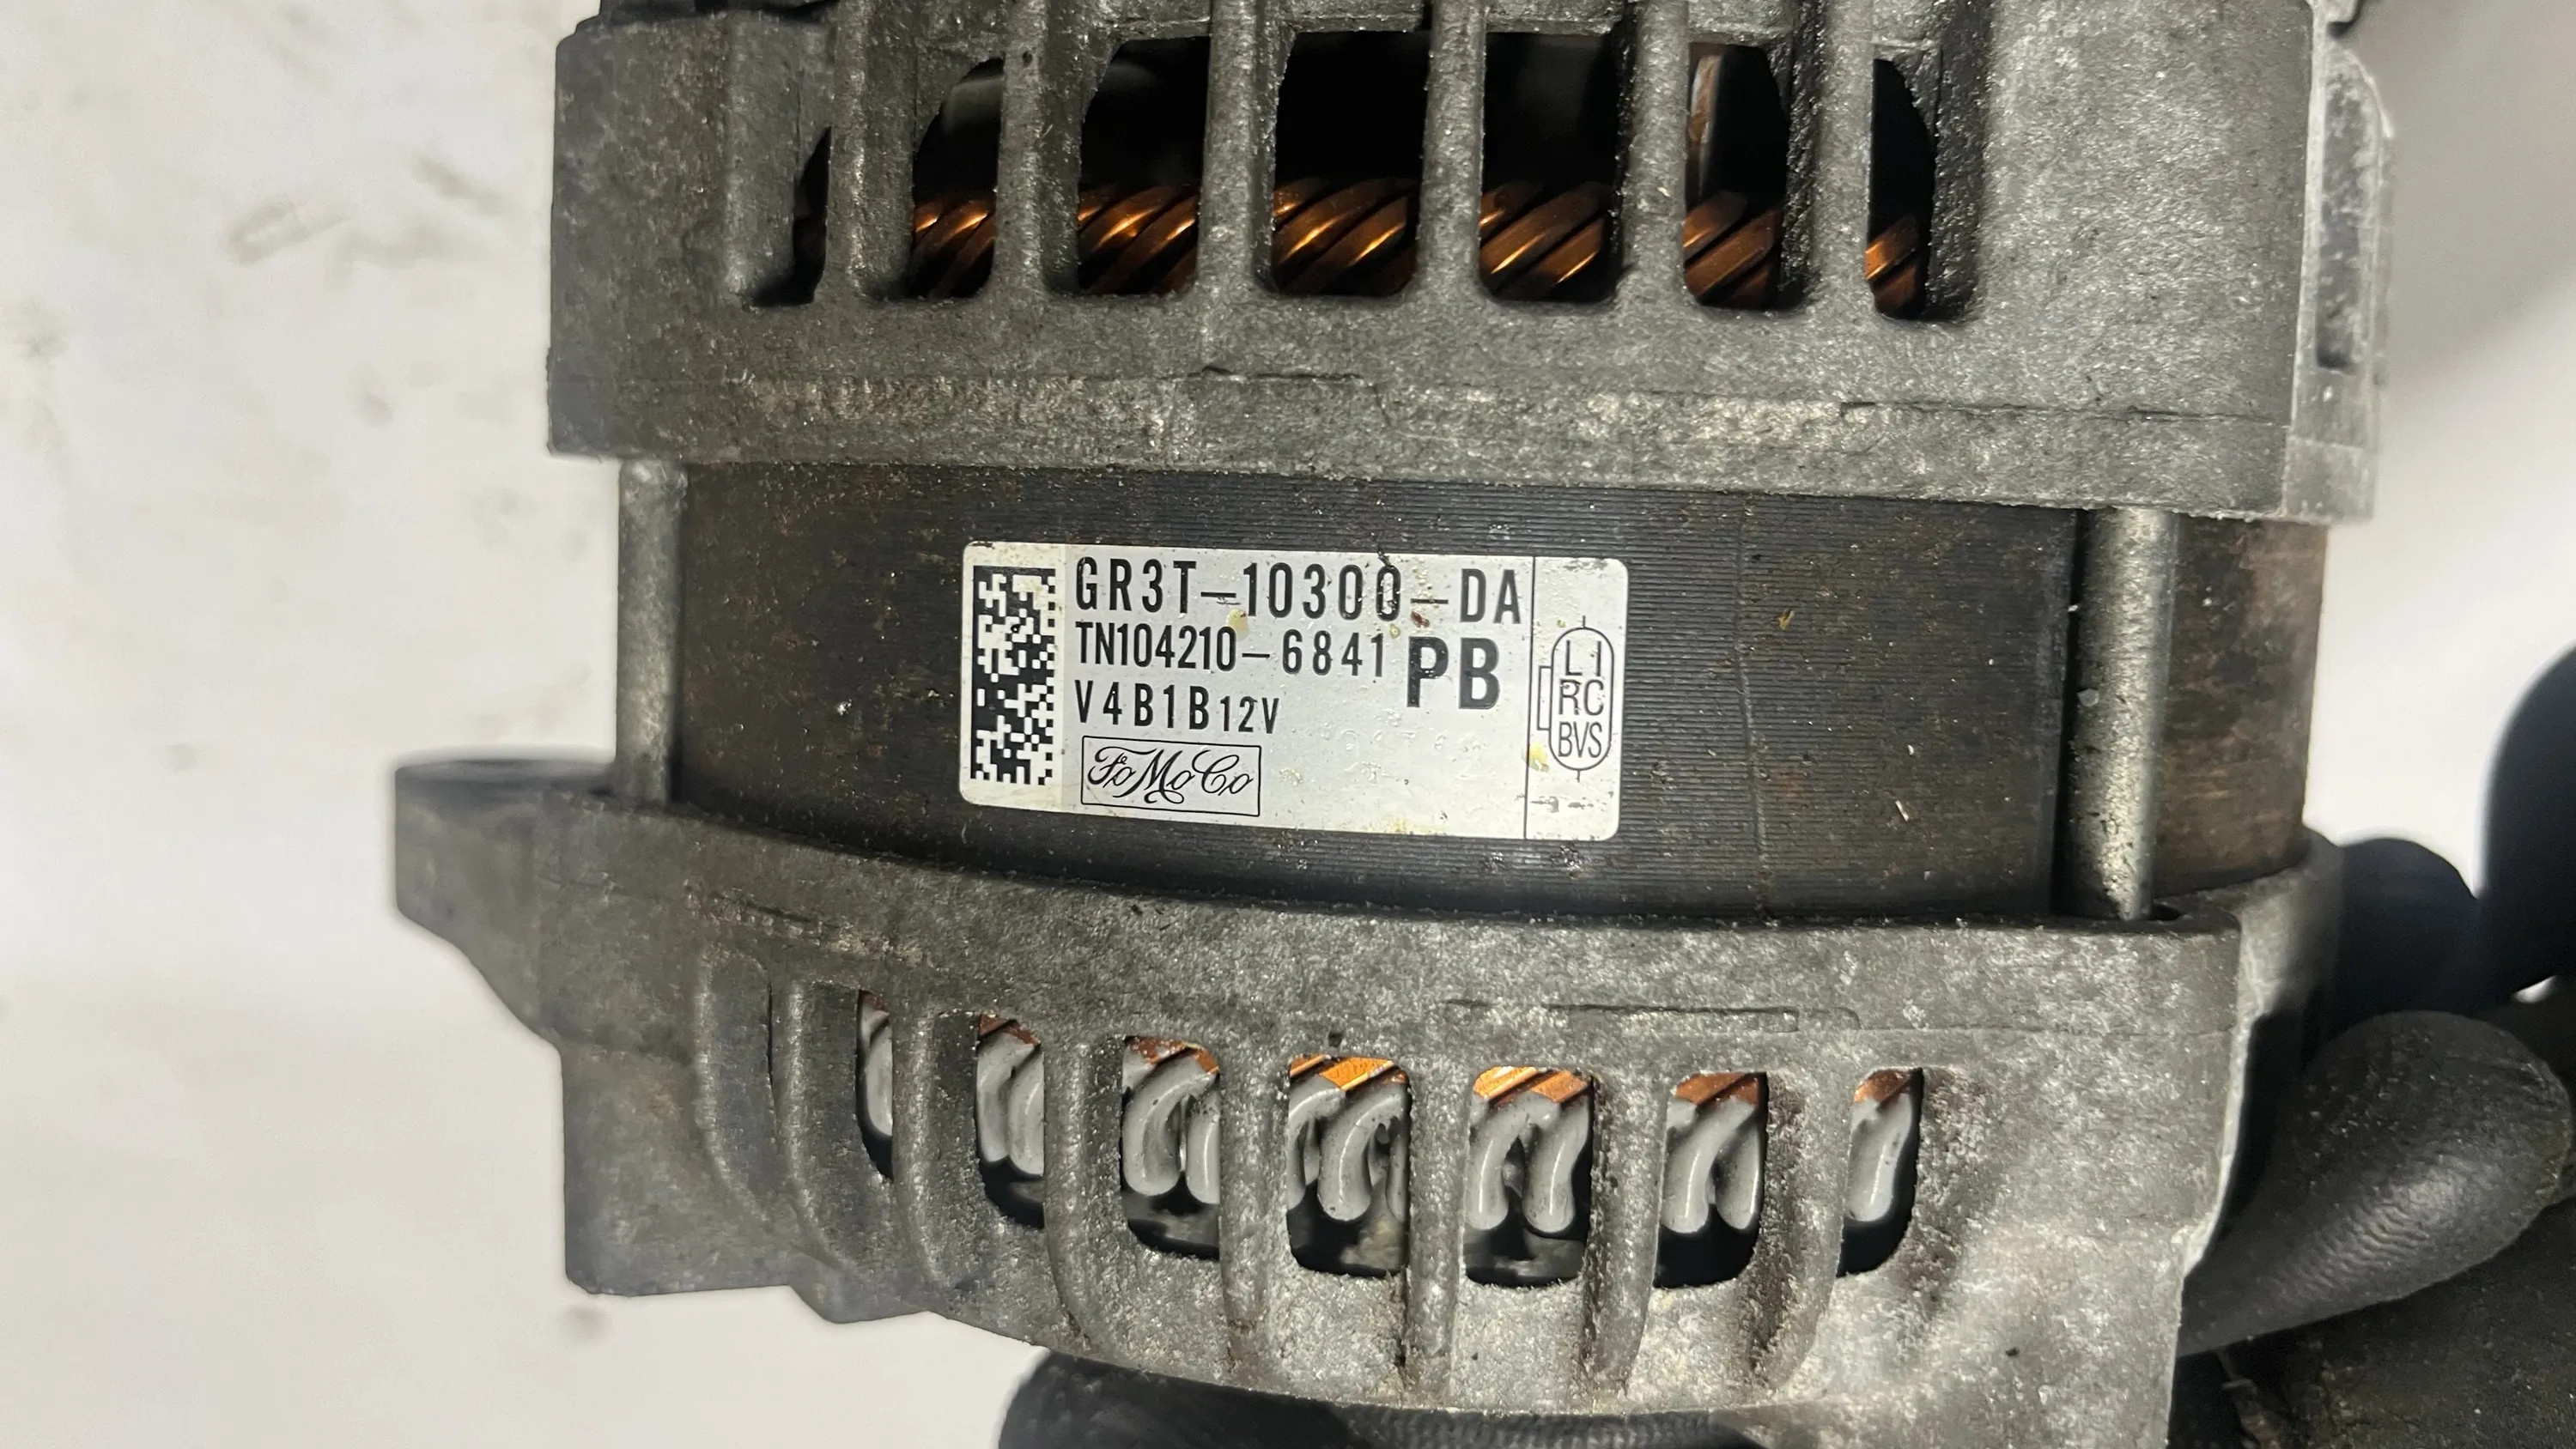 GR3T-10300-DA
TN104210-6841 PB
V4B1B12V
FoMoCo
LI
RC
BVS